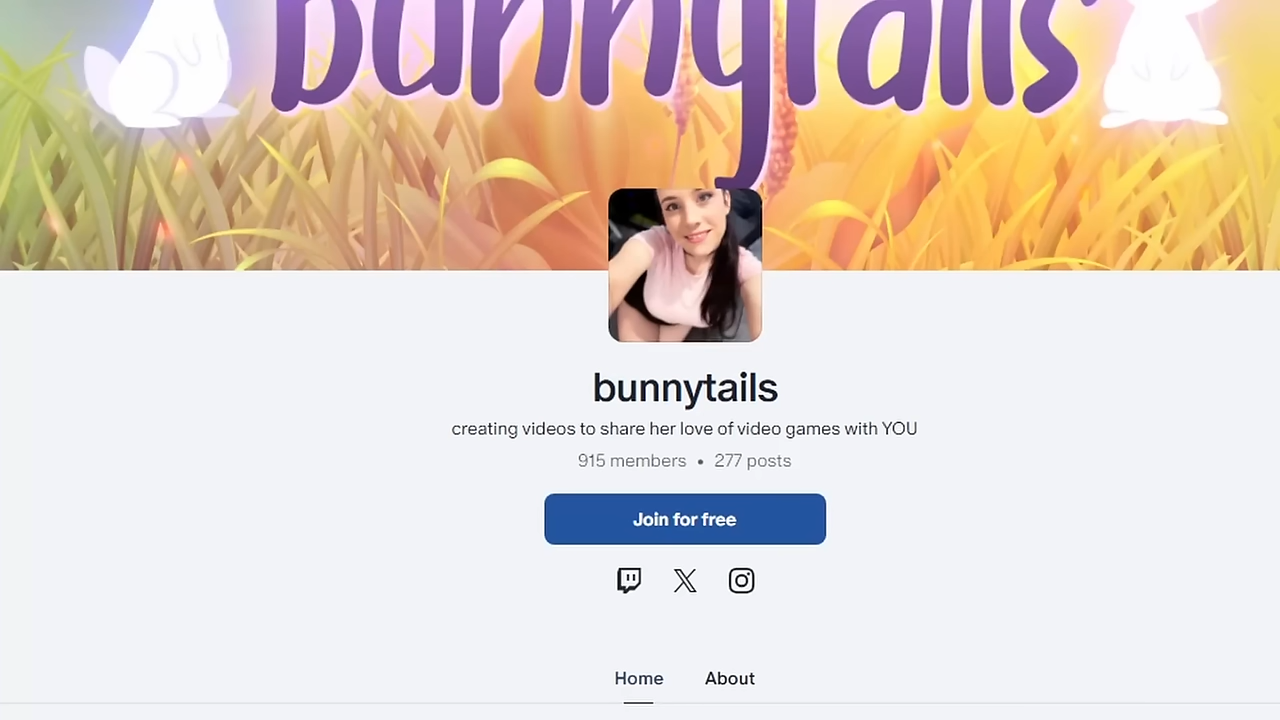 bunnytails
bunnytails
creating videos to share her love of video games with YOU
915 members • 277 posts
Join for free
Home About